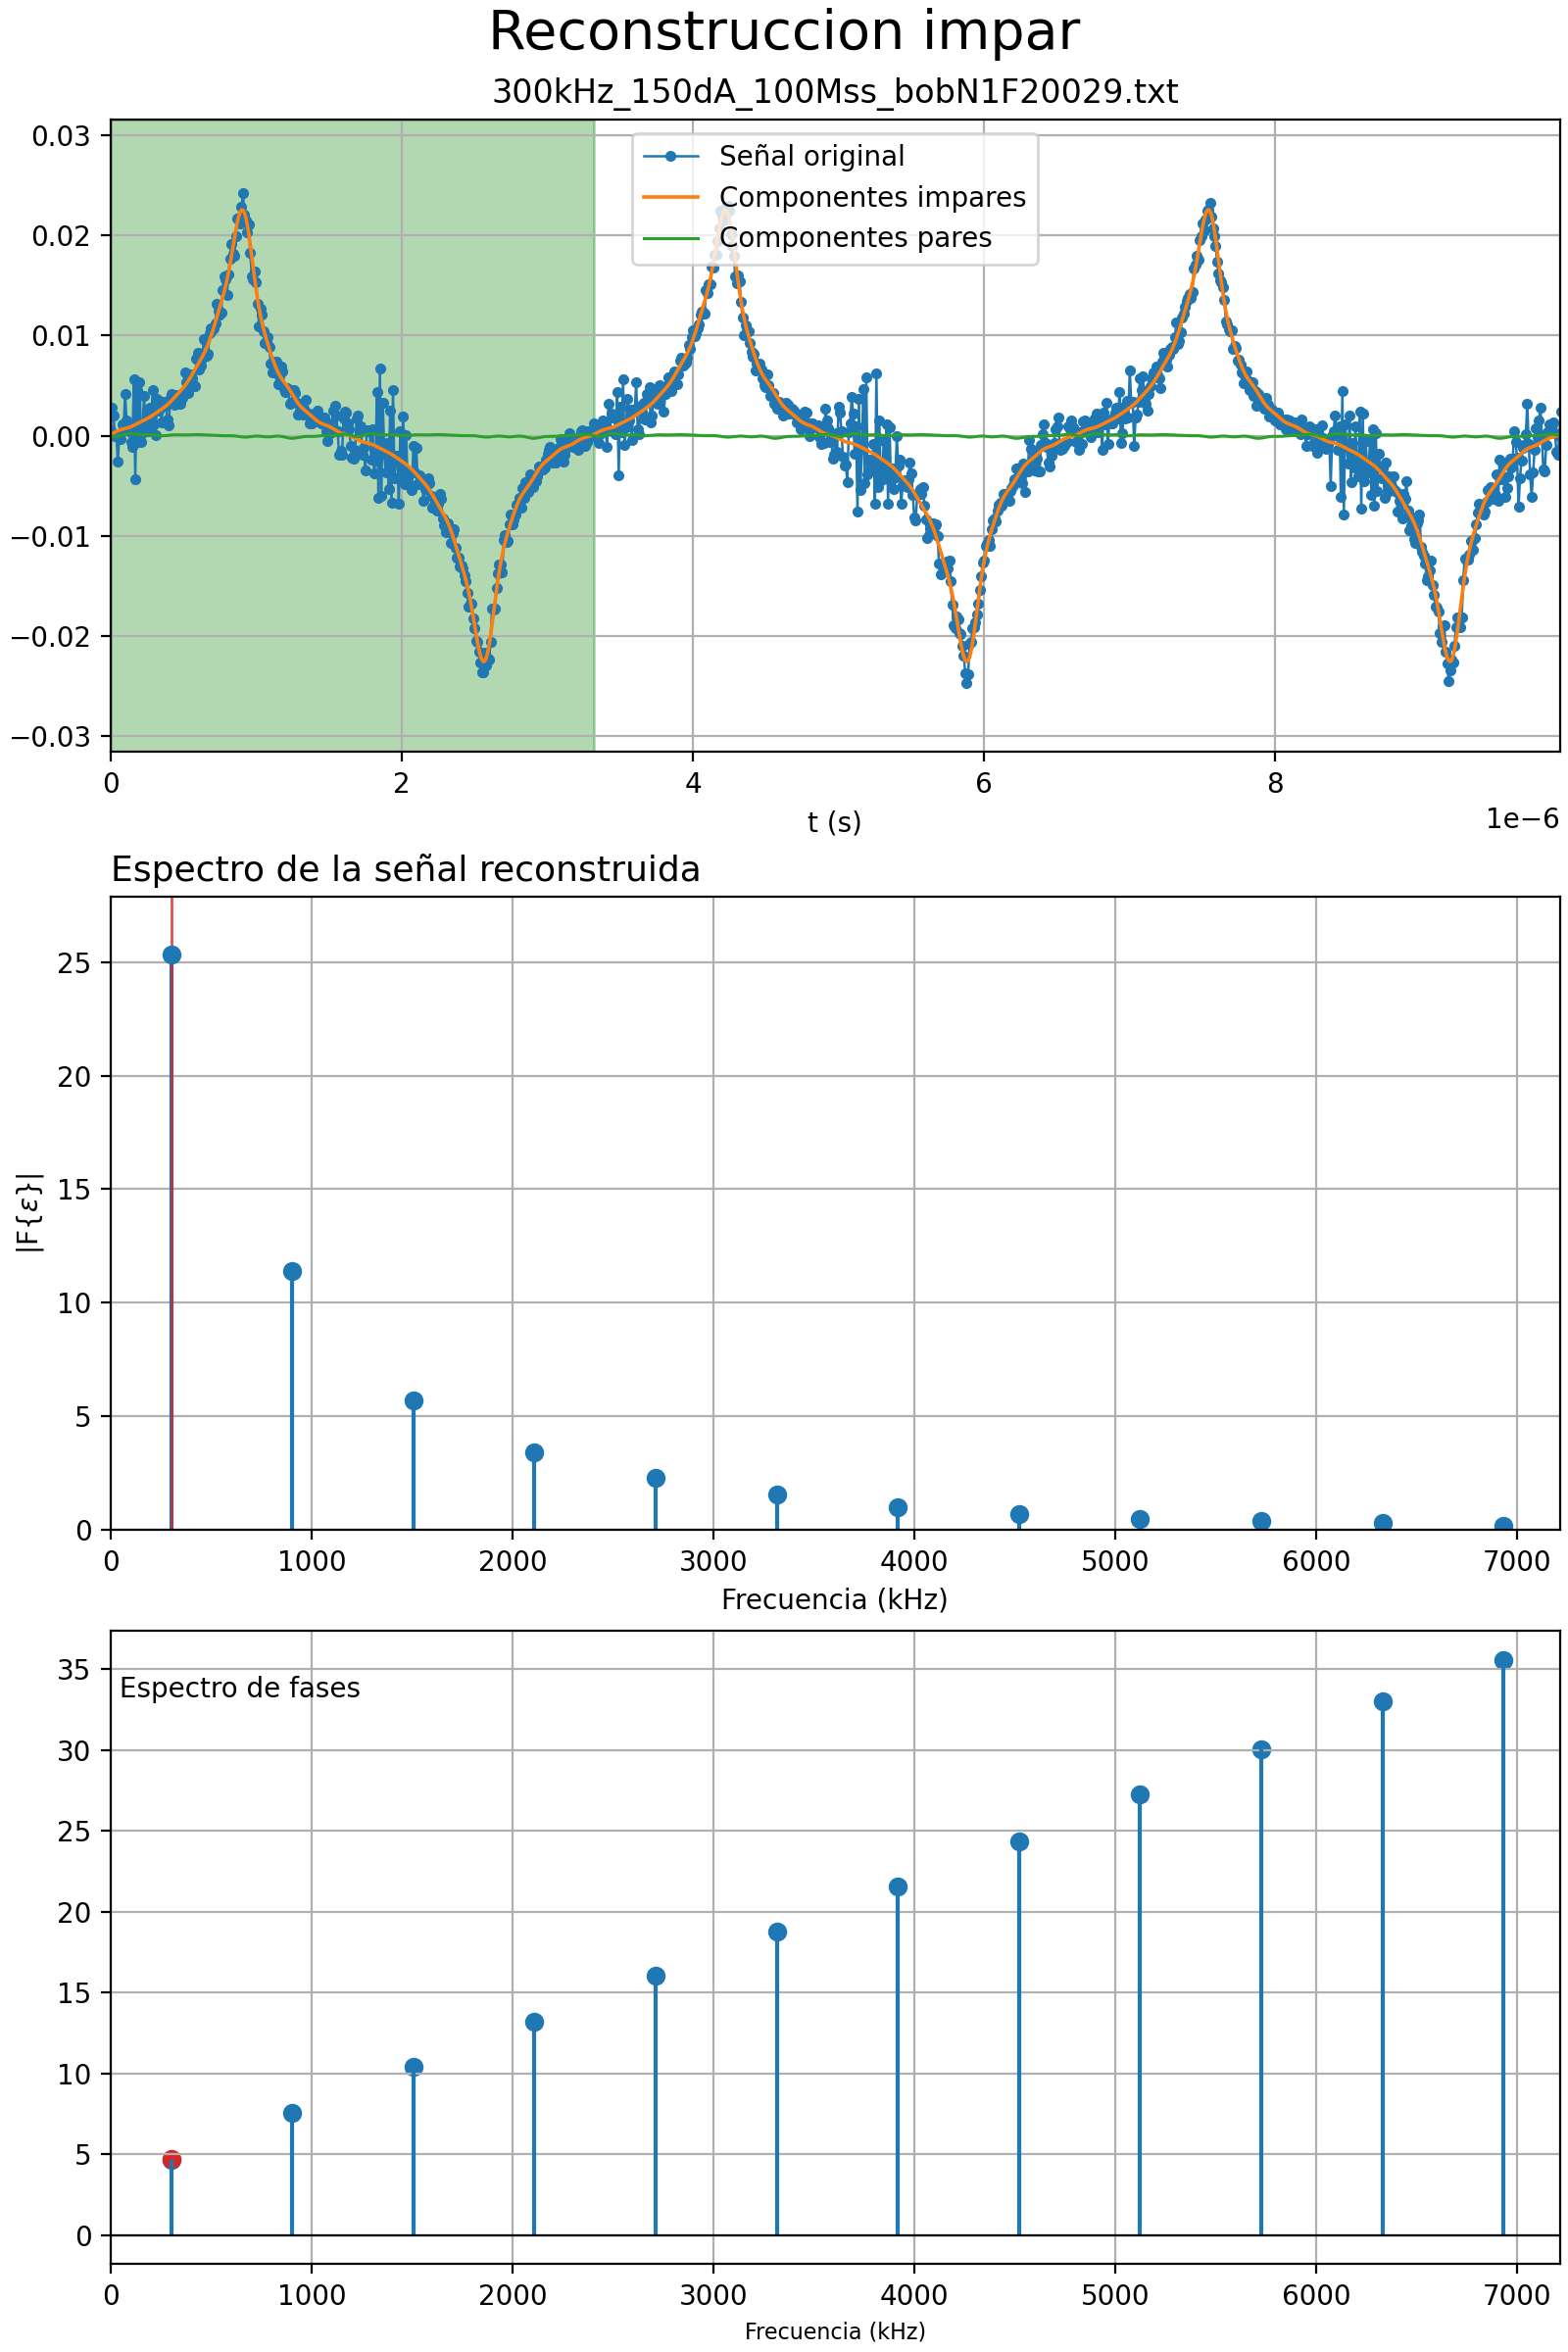 Reconstruccion impar
300kHz_150dA_100Mss_bobN1F20029.txt
0.03
0.02
0.01
0.00
−0.01
−0.02
−0.03
Señal original
Componentes impares
Componentes pares
0 2 4 6 8
t (s)
1e−6
Espectro de la señal reconstruida
25
20
15
10
5
0
|F{ε}|
0 1000 2000 3000 4000 5000 6000 7000
Frecuencia (kHz)
35
30
25
20
15
10
5
0
Espectro de fases
0 1000 2000 3000 4000 5000 6000 7000
Frecuencia (kHz)